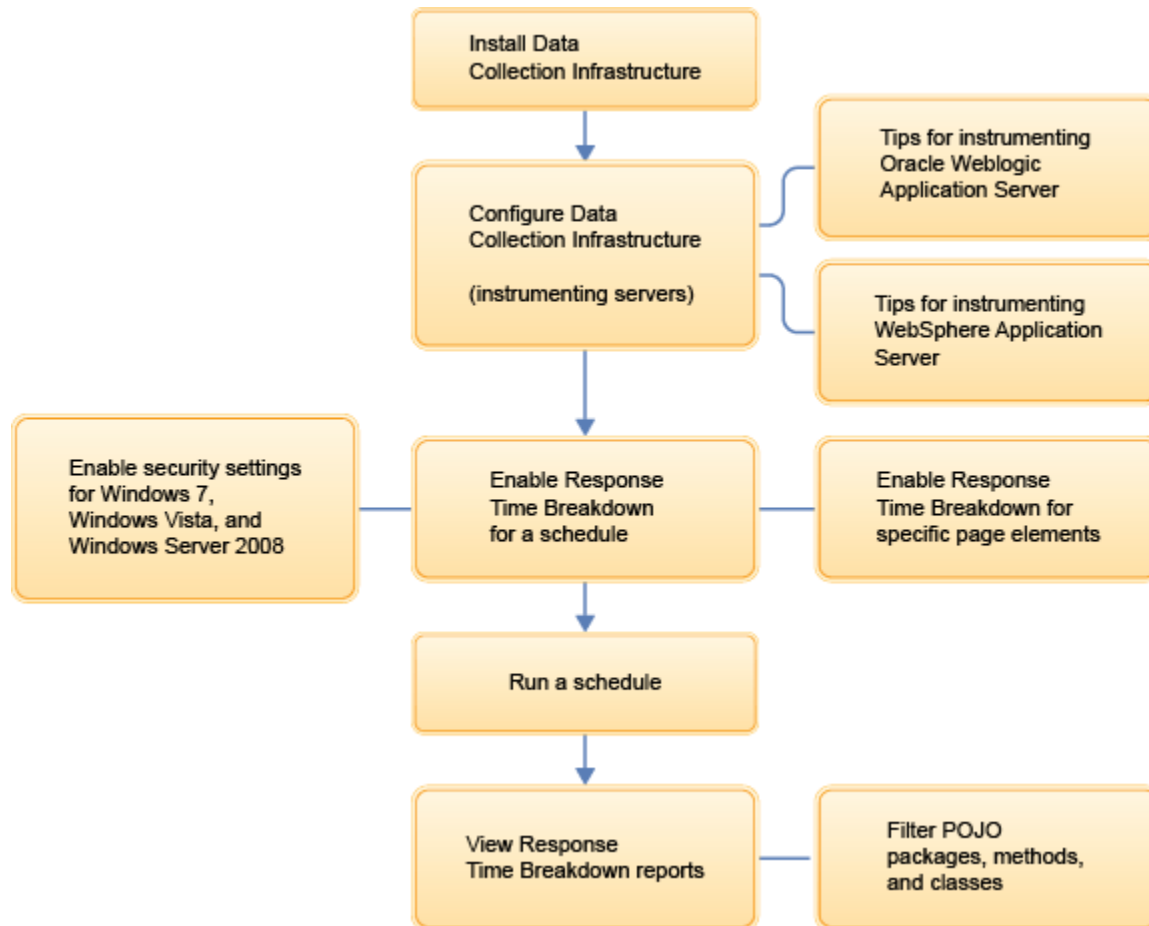 Install Data
Collection Infrastructure
Tips for instrumenting
Oracle Weblogic
Application Server
Configure Data
Collection Infrastructure
(instrumenting servers)
Tips for instrumenting
WebSphere Application
Server
Enable security settings
for Windows 7,
Windows Vista, and
Windows Server 2008
Enable Response
Time Breakdown
for a schedule
Enable Response
Time Breakdown for
specific page elements
Run a schedule
View Response
Time Breakdown reports
Filter POJO
packages, methods,
and classes